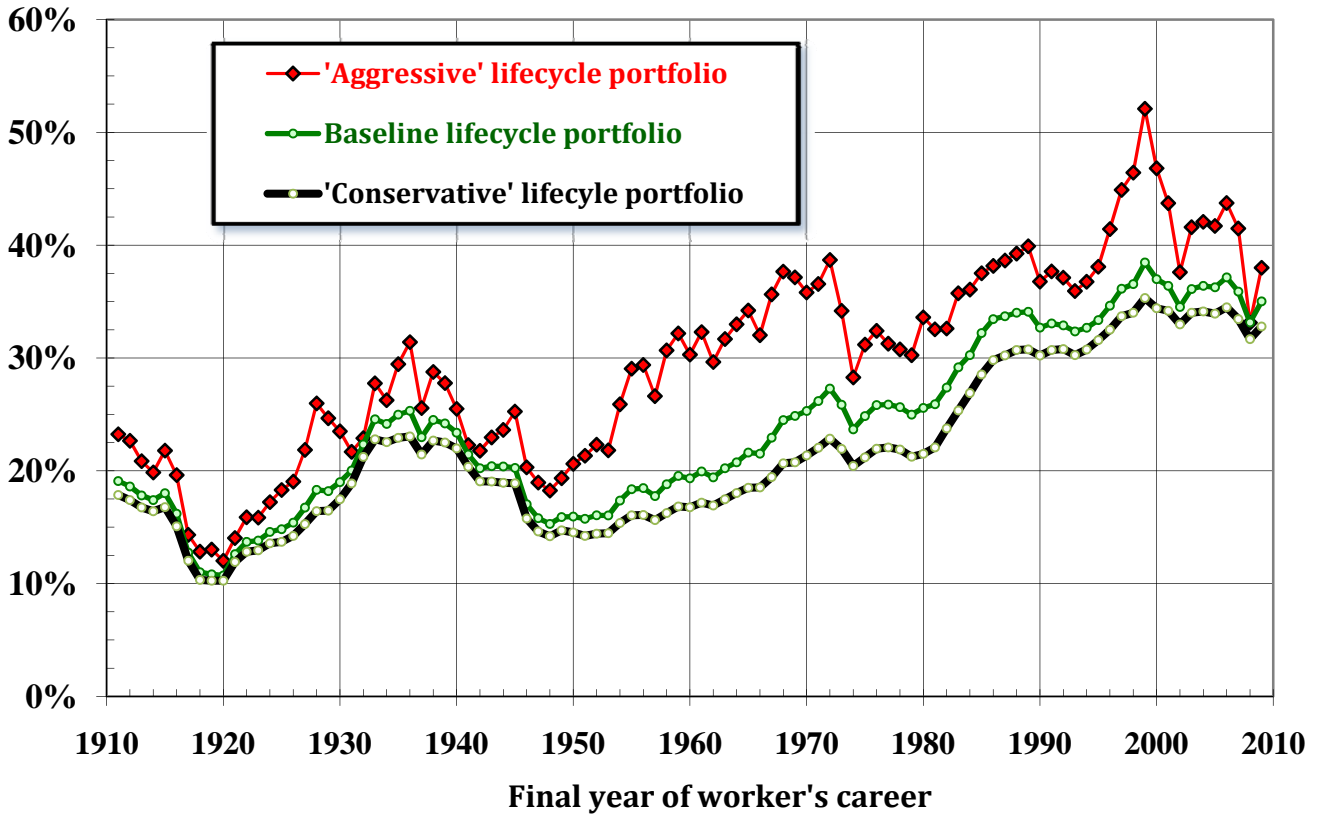 60%
'Aggressive' lifecycle portfolio
50%
Baseline lifecycle portfolio
'Conservative' lifecyle portfolio
40%
30%
20%
10%
0%
1910 1920 1930 1940 1950 1960 1970 1980 1990 2000 2010
Final year of worker's career